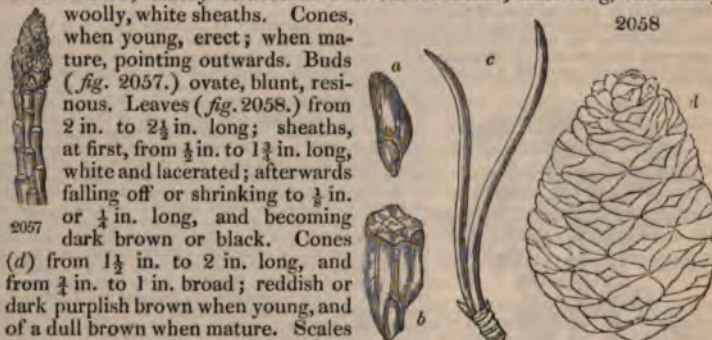 woolly, white sheaths. Cones,
when young, erect; when ma-
ture, pointing outwards. Buds
(fig. 2057.) ovate, blunt, resi-
nous. Leaves (fig. 2058.) from
2 in. to 2½ in. long; sheaths,
at first, from ½ in. to 1¾ in. long,
white and lacerated; afterwards
falling off or shrinking to ⅛ in.
or ¼ in. long, and becoming
dark brown or black. Cones
(d) from 1½ in. to 2 in. long, and
from ¾ in. to 1 in. broad; reddish or
dark purplish brown when young, and
of a dull brown when mature. Scales
2057
2058
a
c
d
b